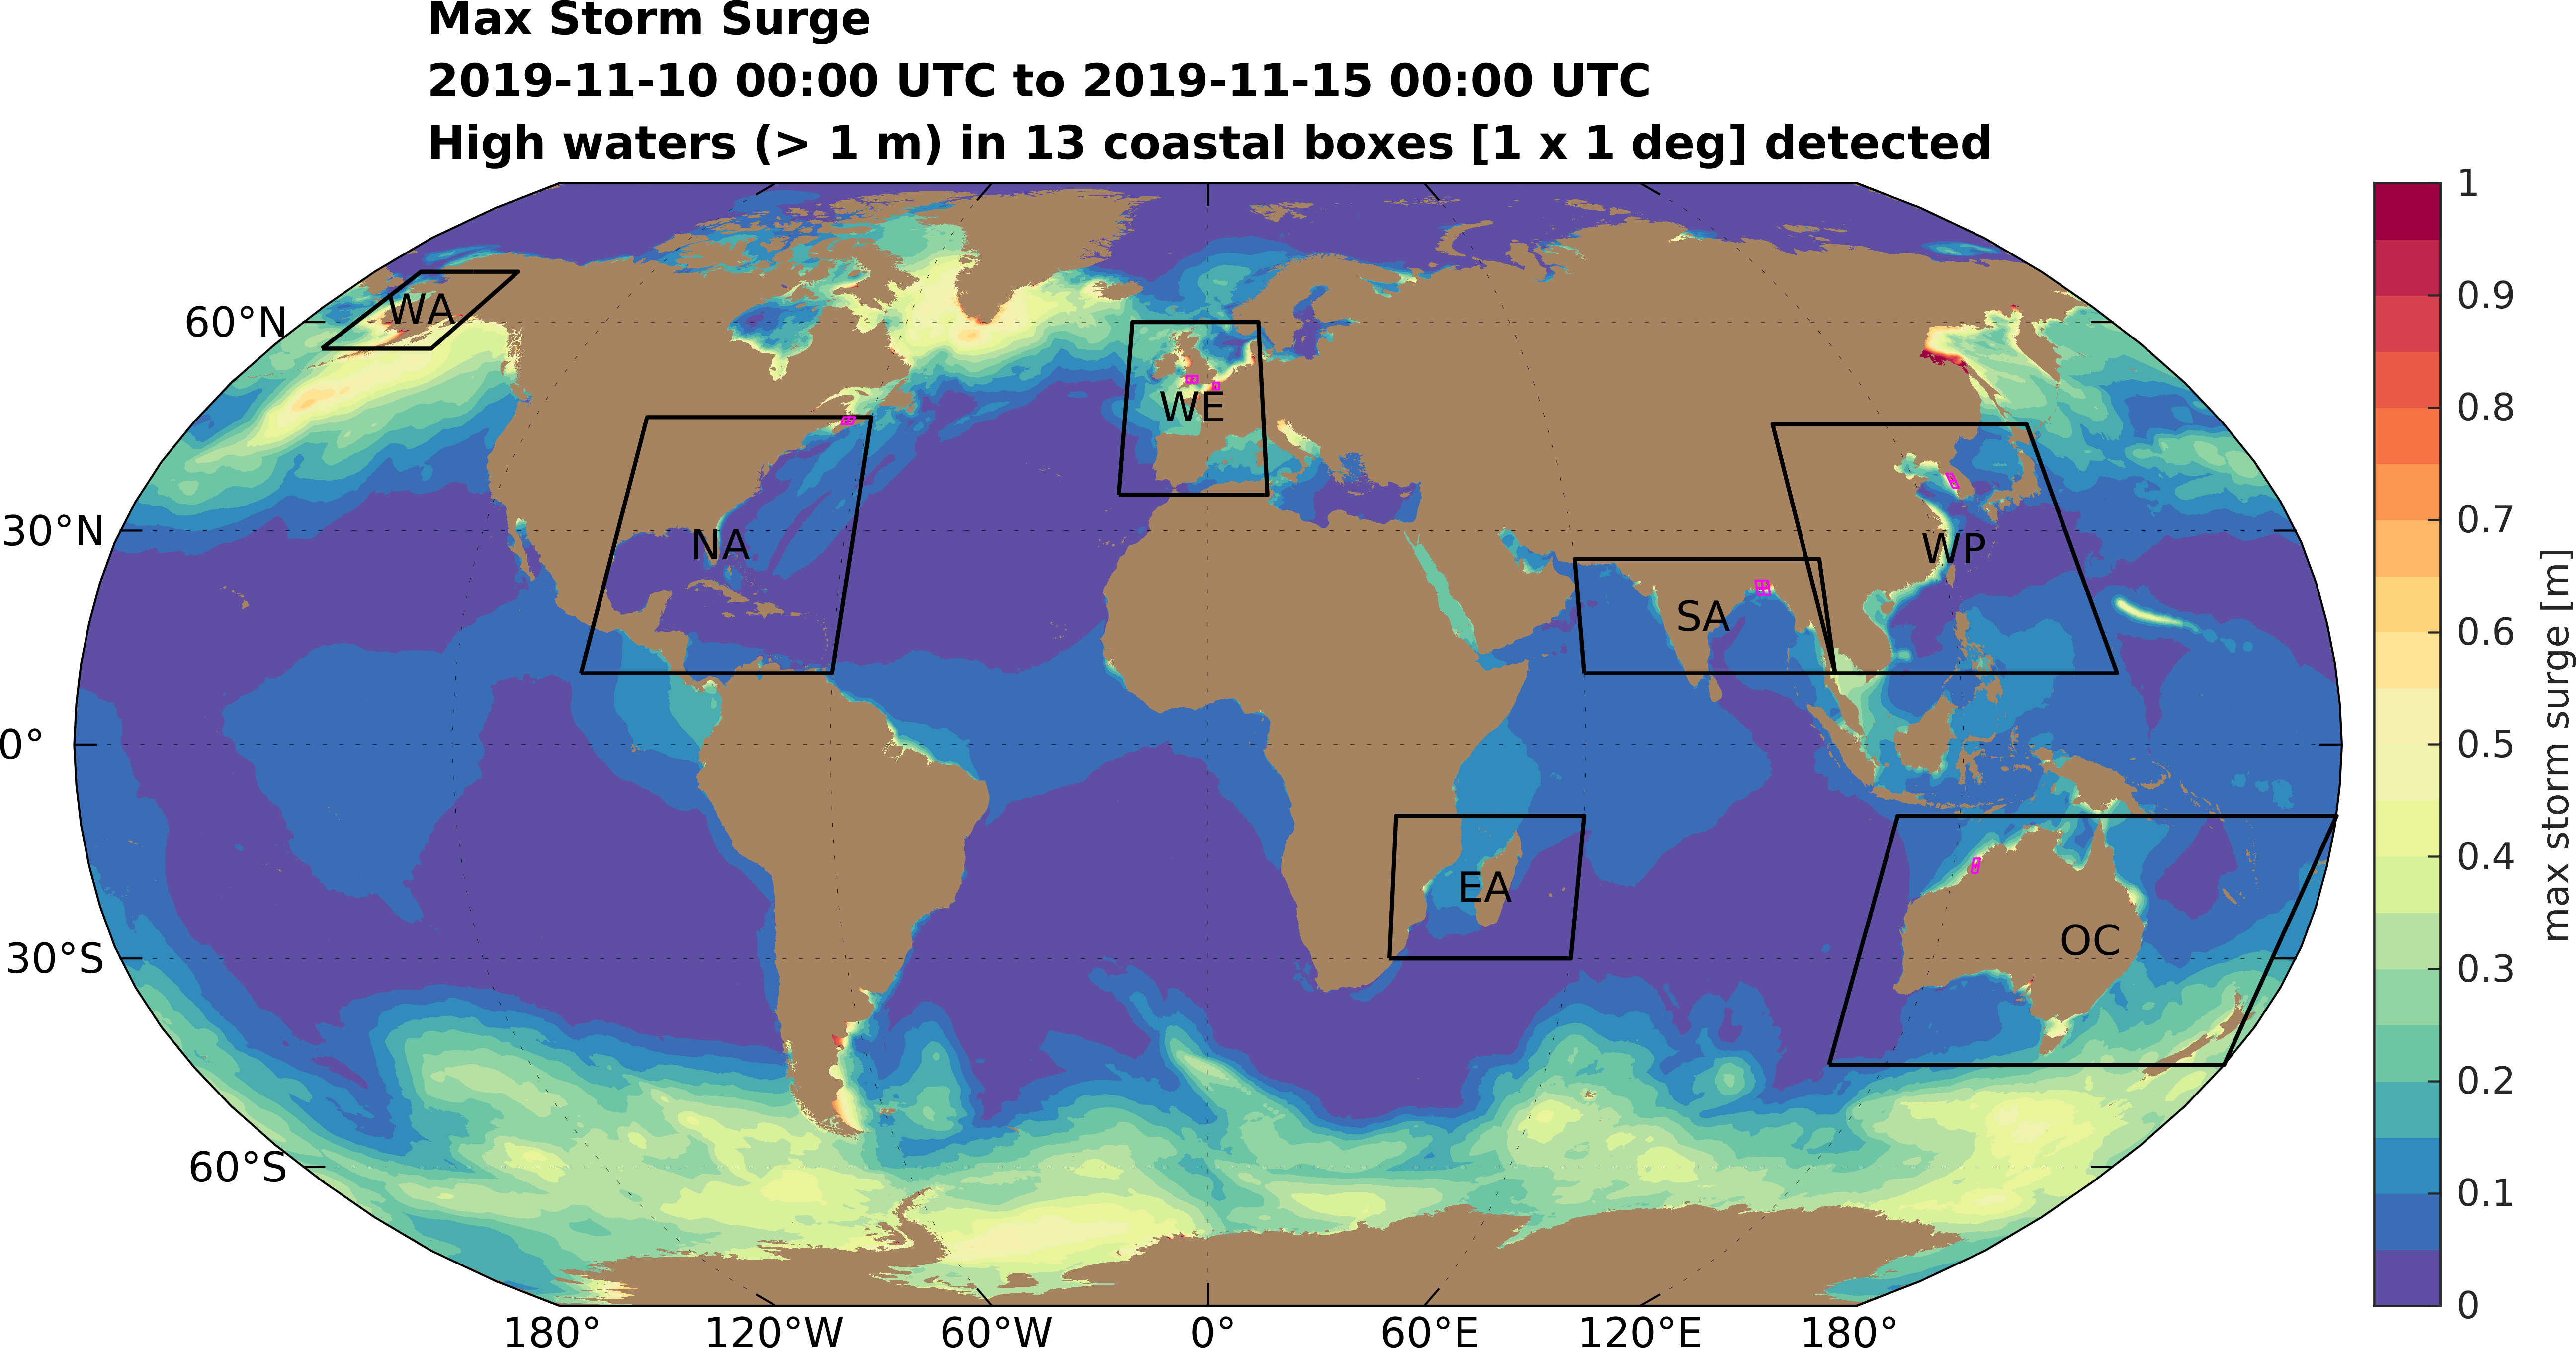 Max Storm Surge
2019-11-10 00:00 UTC to 2019-11-15 00:00 UTC
High waters (> 1 m) in 13 coastal boxes [1 x 1 deg] detected
1
0.9
0.8
0.7
0.6
0.5
0.4
0.3
0.2
0.1
0
max storm surge [m]
60°N
30°N
0°
30°S
60°S
WA
WE
NA
WP
SA
EA
OC
180°
120°W
60°W
0°
60°E
120°E
180°